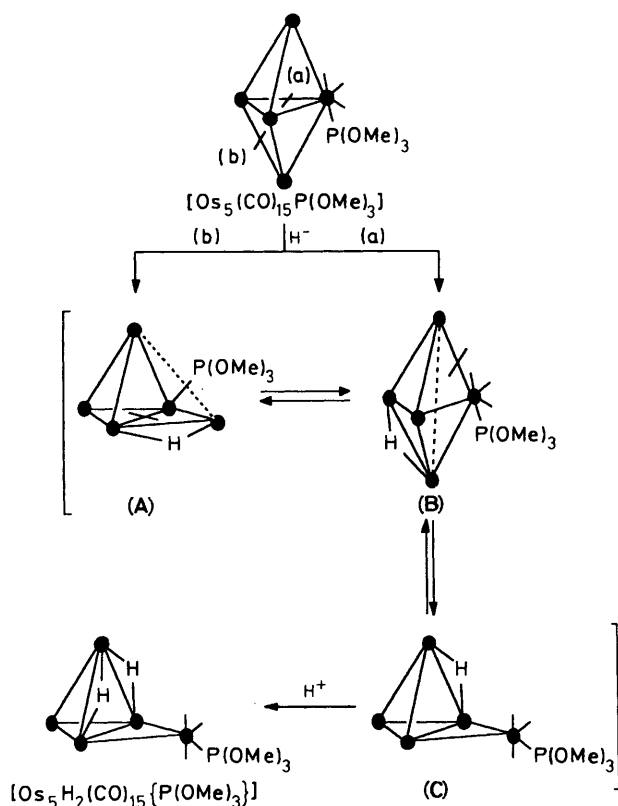 (a)
P(OMe)₃
(b)
[Os₅(CO)₁₅P(OMe)₃]
(b) H⁻ (a)
P(OMe)₃
H
H
P(OMe)₃
(A) (B)
H
H
H⁺
H
P(OMe)₃
P(OMe)₃
[Os₅H₂(CO)₁₅{P(OMe)₃}]
(C)